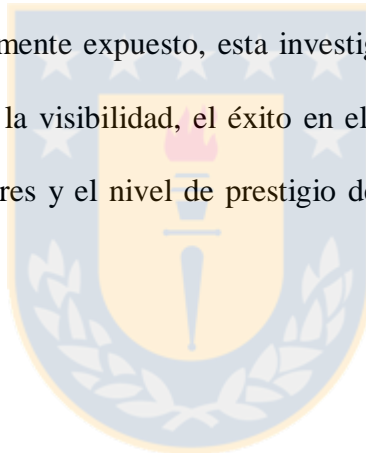 mente expuesto, esta investig
la visibilidad, el éxito en el
res y el nivel de prestigio de